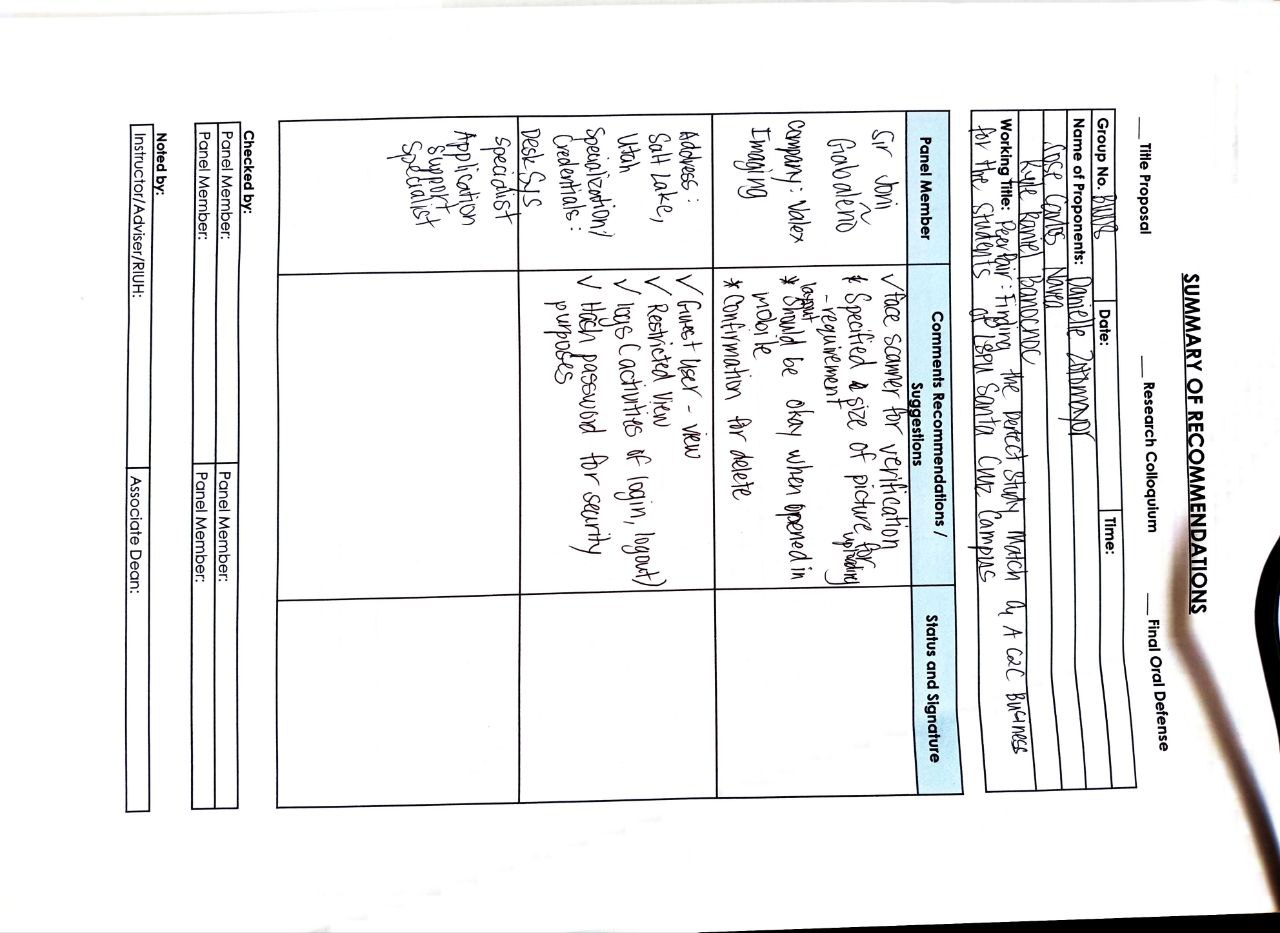 SUMMARY OF RECOMMENDATIONS
___ Title Proposal ___ Research Colloquium ___ Final Oral Defense
Group No. Date: Time:
Name of Proponents: Danielle Zotomayor
Jose Carlos Navea
Kyle Raniel
Working Title: PeerPair: Finding the Perfect Study Match A C2C Business
for the Students of LSPU Santa Cruz Campus
Panel Member
Comments Recommendations /
Suggestions
Status and Signature
Sir Joni
Gabaleño
Company: Valex
Imaging
✓ face scanner for verification
* Specified size of picture for uploading
- requirement
layout
* Should be okay when opened in
mobile
* Confirmation for delete
Address:
Salt Lake,
Utah
Specialization/
Credentials:
Desk Sys
Specialist
Application
Support
Specialist
✓ Guest User - view
✓ Restricted View
✓ logs (activities of login, logout)
✓ Hash password for security
purposes
Checked by:
Panel Member: Panel Member:
Panel Member: Panel Member:
Noted by:
Instructor/Adviser/RIUH: Associate Dean: